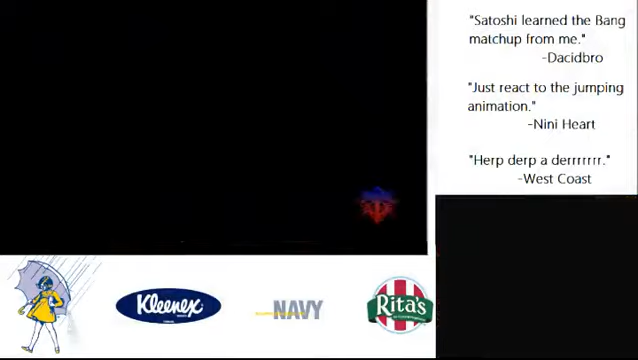 "Satoshi learned the Bang
matchup from me."
-Dacidbro
"Just react to the jumping
animation."
-Nini Heart
"Herp derp a derrrrrrr."
-West Coast
Kleenex
NAVY
Rita's